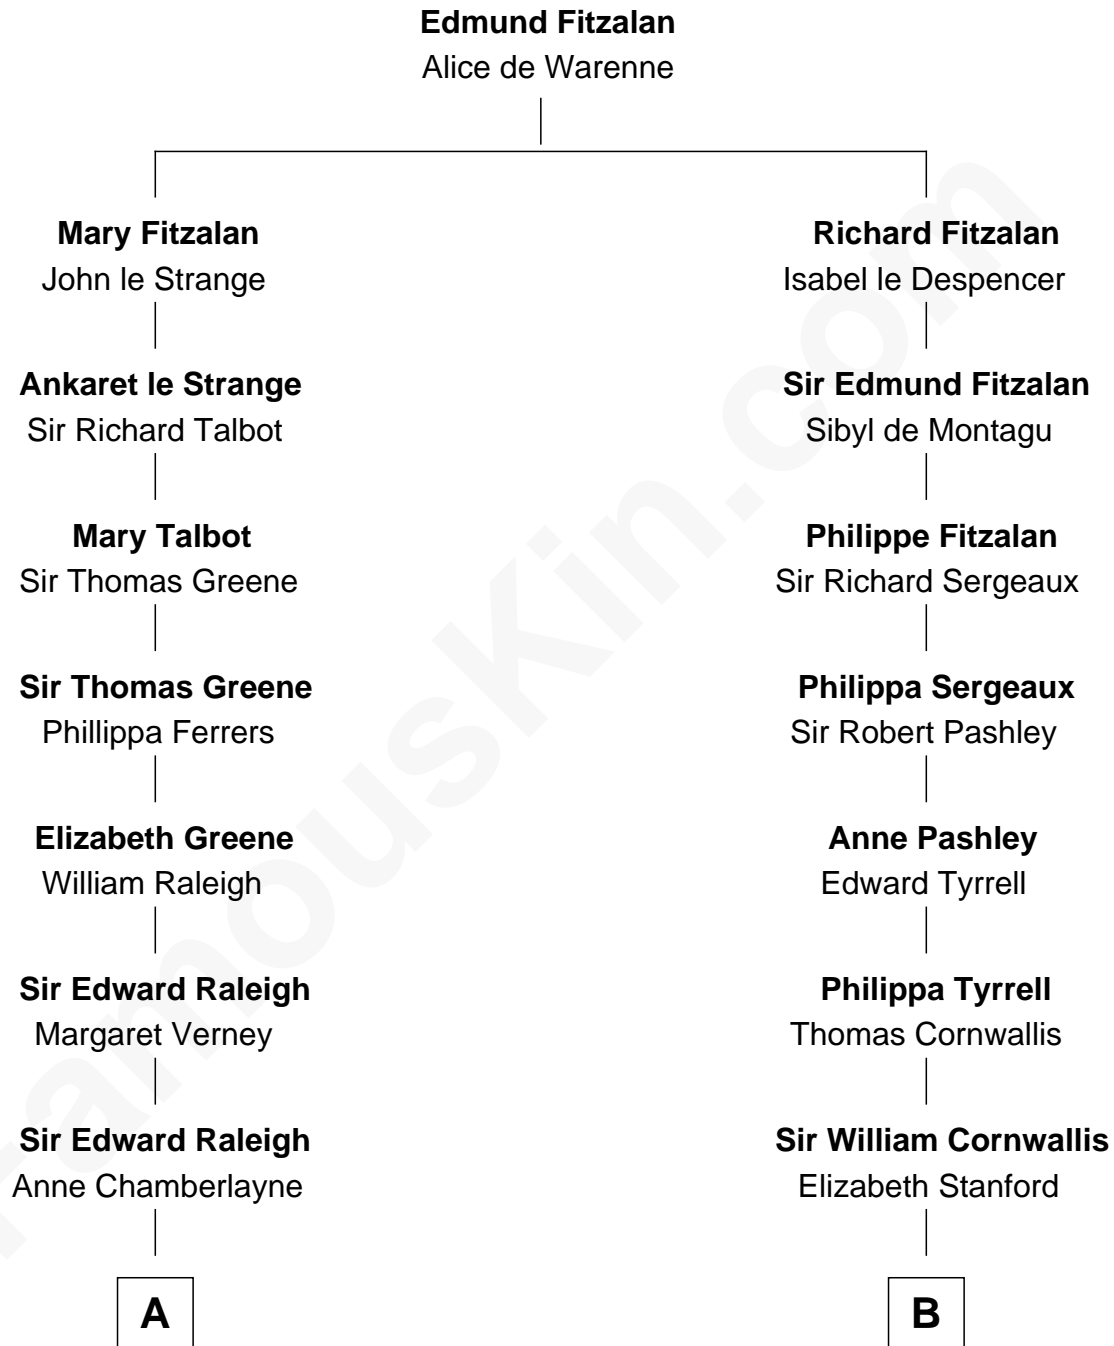 Edmund Fitzalan
Alice de Warenne
Mary Fitzalan
John le Strange
Richard Fitzalan
Isabel le Despencer
Ankaret le Strange
Sir Richard Talbot
Sir Edmund Fitzalan
Sibyl de Montagu
Mary Talbot
Sir Thomas Greene
Philippe Fitzalan
Sir Richard Sergeaux
Sir Thomas Greene
Phillippa Ferrers
Philippa Sergeaux
Sir Robert Pashley
Elizabeth Greene
William Raleigh
Anne Pashley
Edward Tyrrell
Sir Edward Raleigh
Margaret Verney
Philippa Tyrrell
Thomas Cornwallis
Sir Edward Raleigh
Anne Chamberlayne
Sir William Cornwallis
Elizabeth Stanford
A
B
FamousKin.com